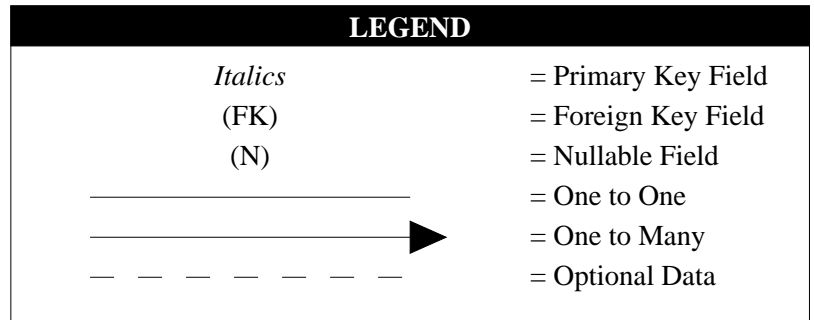 LEGEND
Italics = Primary Key Field
(FK) = Foreign Key Field
(N) = Nullable Field
= One to One
= One to Many
= Optional Data